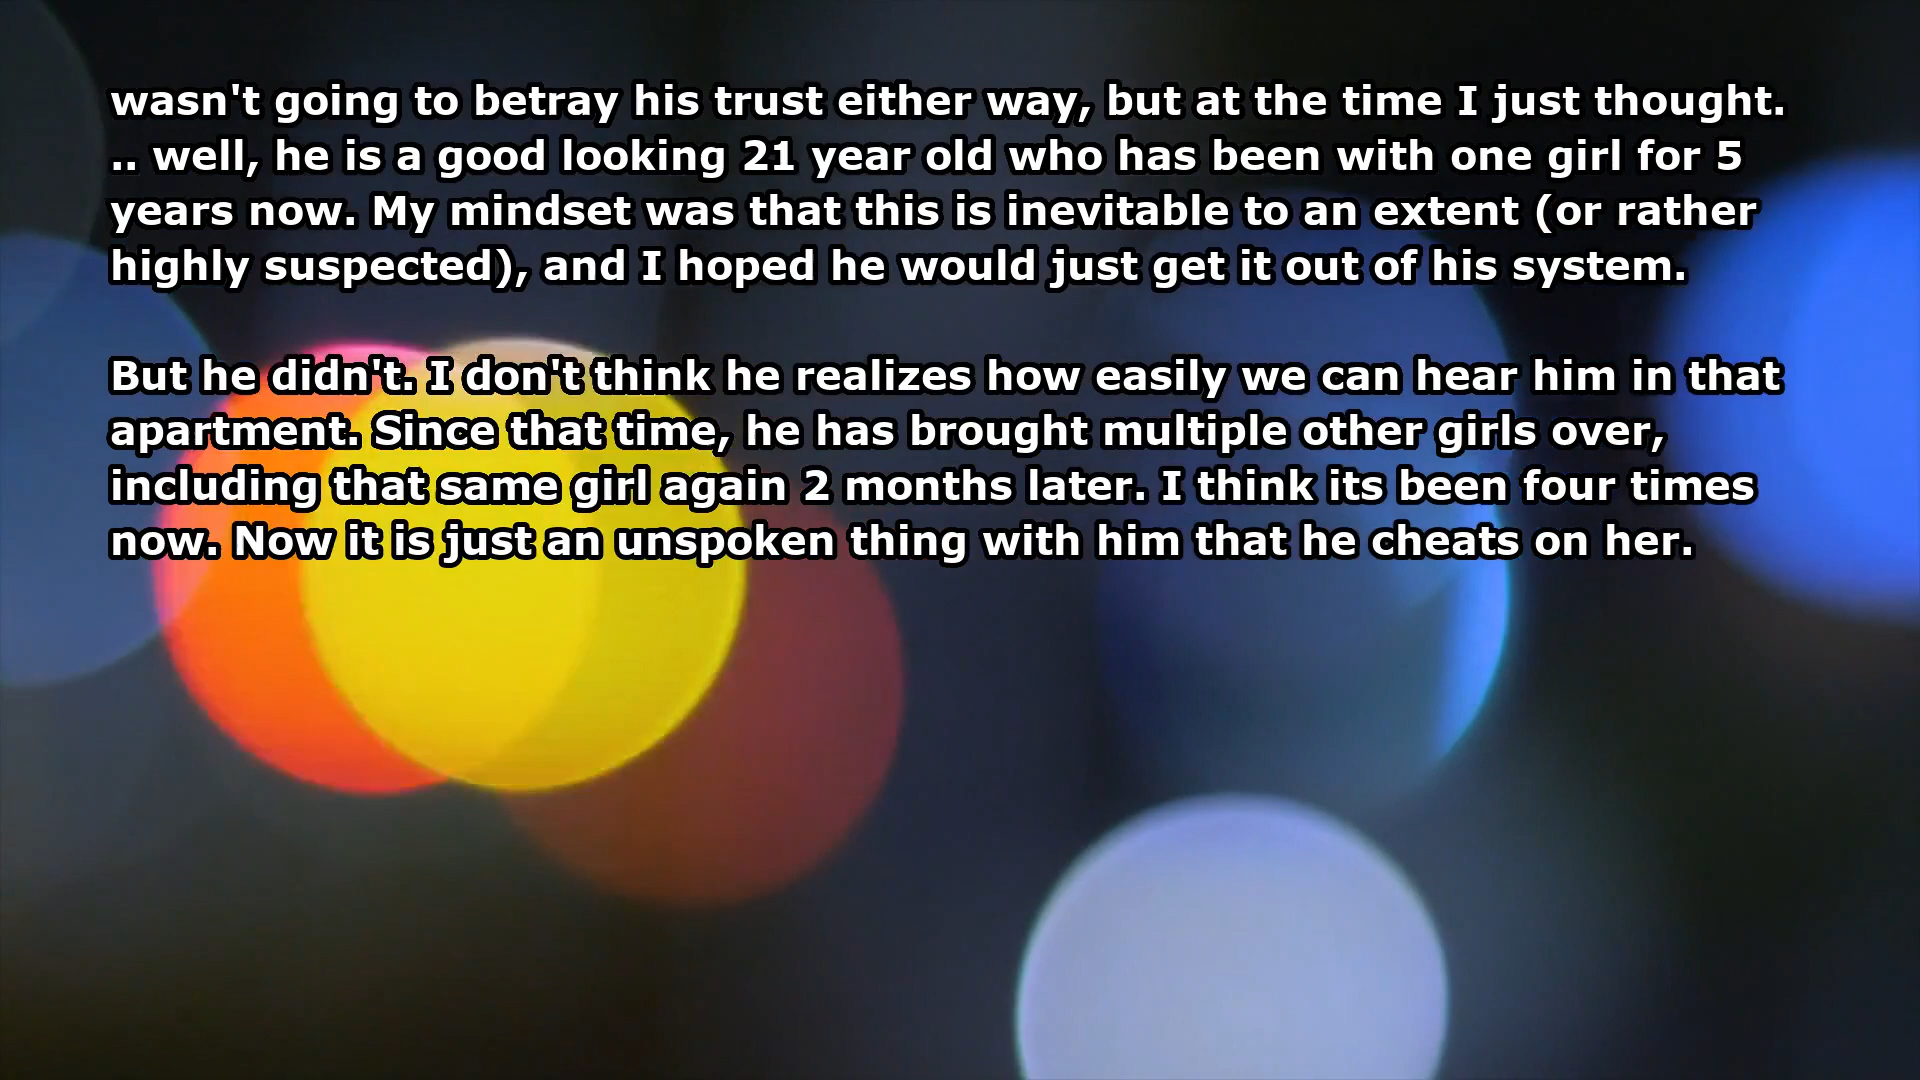 wasn't going to betray his trust either way, but at the time I just thought.
.. well, he is a good looking 21 year old who has been with one girl for 5
years now. My mindset was that this is inevitable to an extent (or rather
highly suspected), and I hoped he would just get it out of his system.
But he didn't. I don't think he realizes how easily we can hear him in that
apartment. Since that time, he has brought multiple other girls over,
including that same girl again 2 months later. I think its been four times
now. Now it is just an unspoken thing with him that he cheats on her.